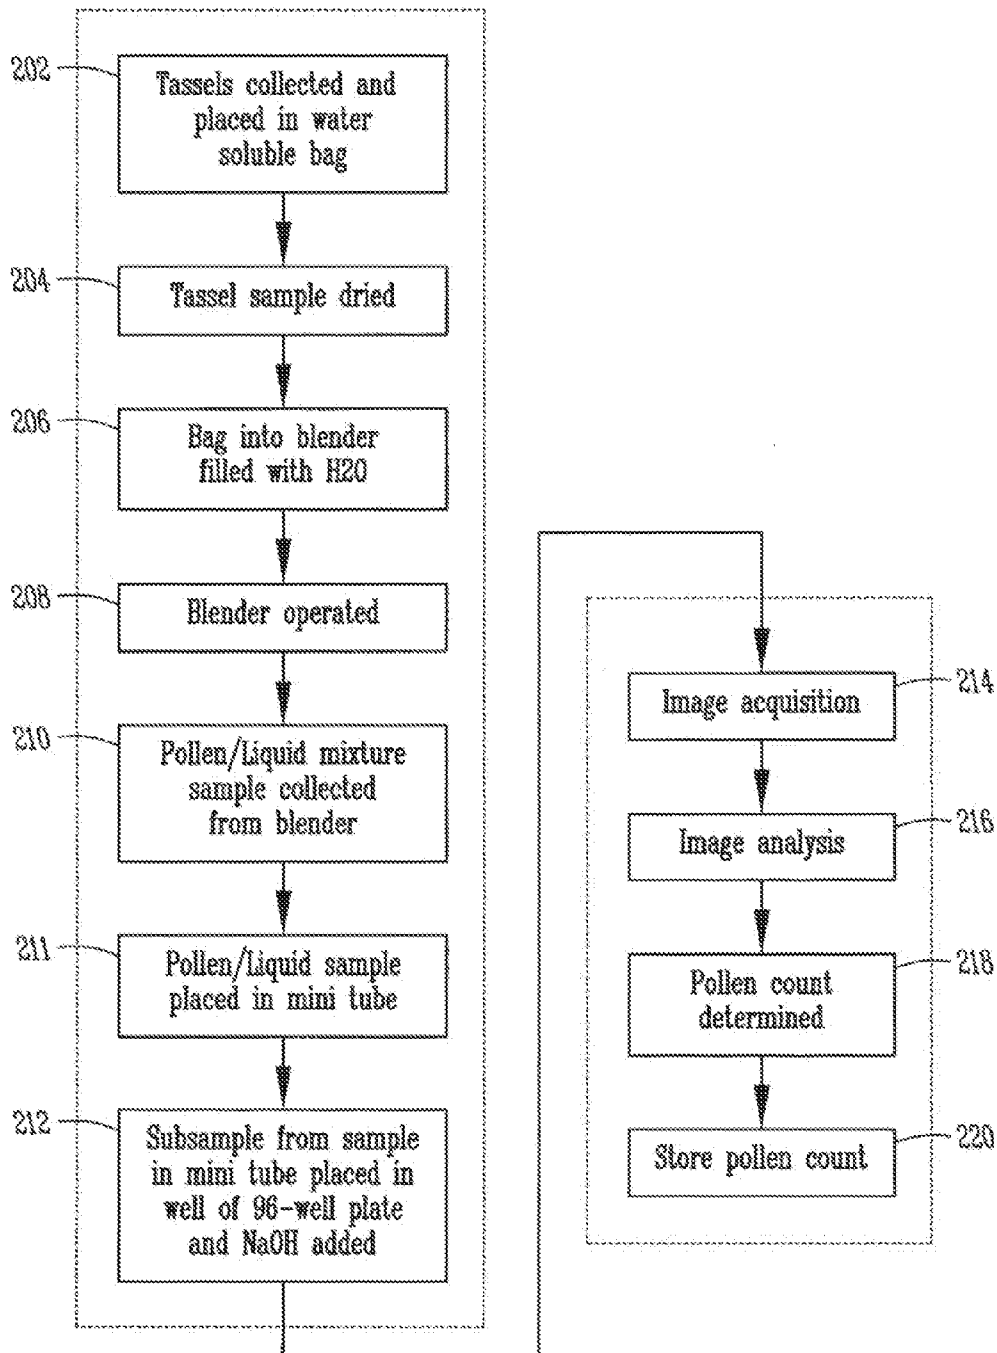 202
Tassels collected and
placed in water
soluble bag
204
Tassel sample dried
206
Bag into blender
filled with H2O
208
Blender operated
210
Pollen/Liquid mixture
sample collected
from blender
211
Pollen/Liquid sample
placed in mini tube
212
Subsample from sample
in mini tube placed in
well of 96-well plate
and NaOH added
Image acquisition
214
Image analysis
216
Pollen count
determined
218
Store pollen count
220